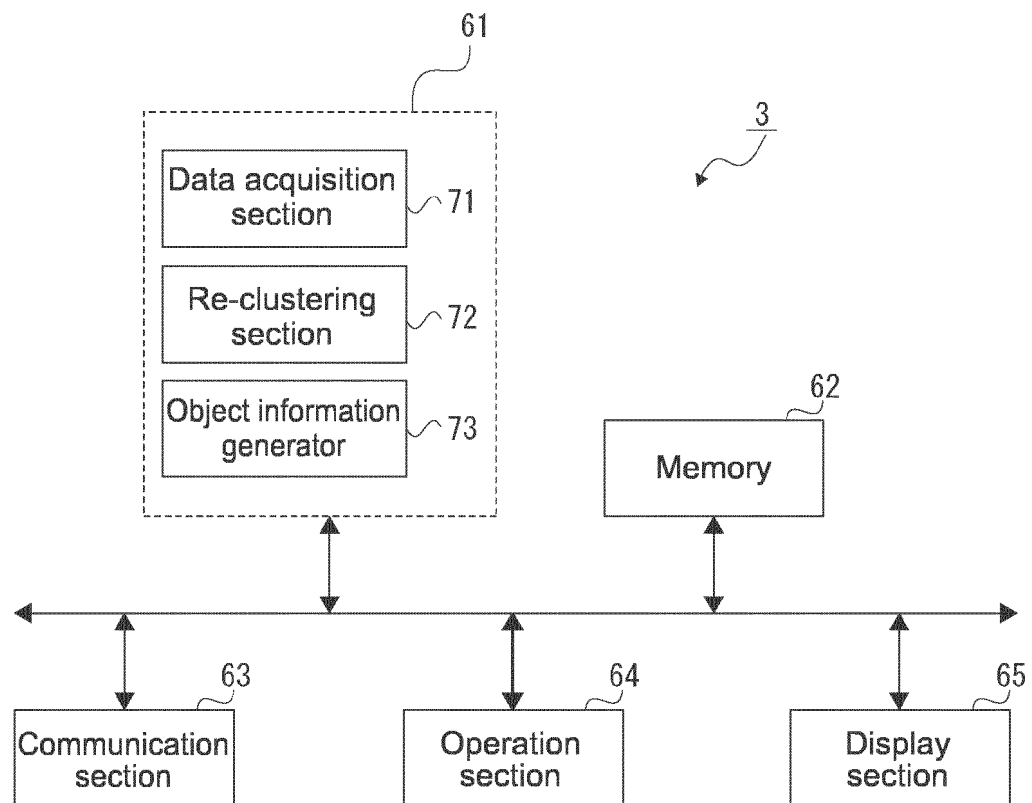 61
3
Data acquisition
section
71
Re-clustering
section
72
Object information
generator
73
62
Memory
63
Communication
section
64
Operation
section
65
Display
section